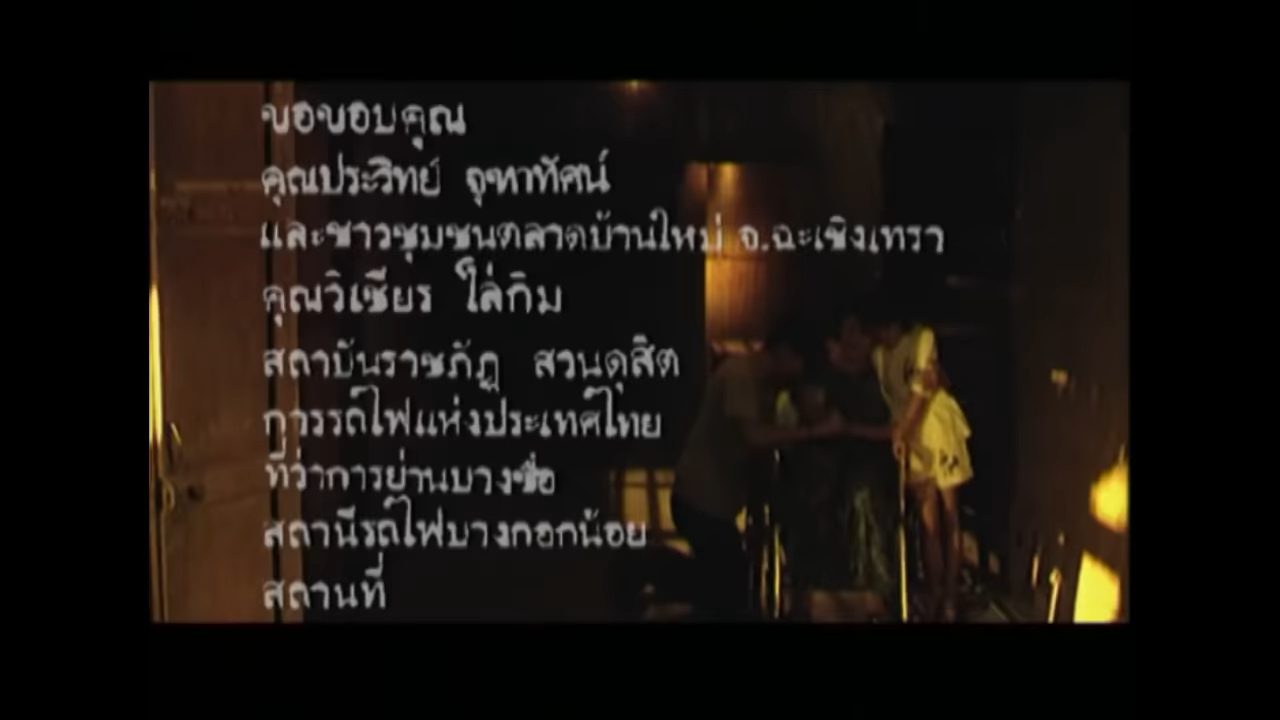 ขอขอบคุณ
คุณประวิทย์ จุฑาทัศน์
และชาวชุมชนตลาดบ้านใหม่ จ.ฉะเชิงเทรา
คุณวิเชียร ใล่กิม
สถาบันราชภัฏ สวนดุสิต
การรถไฟแห่งประเทศไทย
ที่ว่าการย่านบางซื่อ
สถานีรถไฟบางกอกน้อย
สถานที่